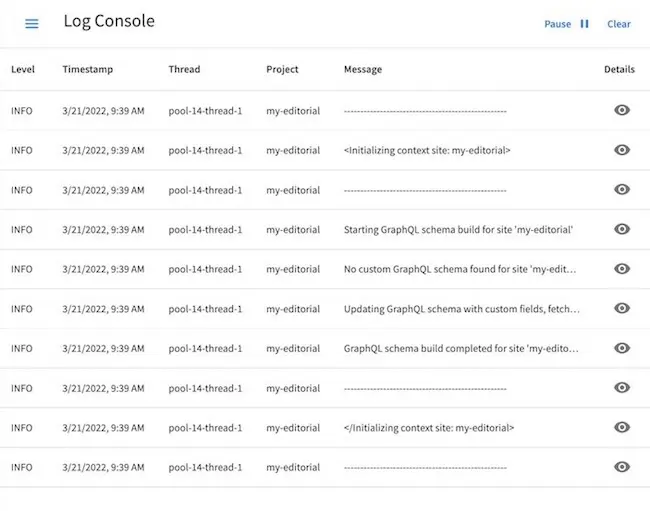 Log Console
Pause Clear
Level Timestamp Thread Project Message Details
INFO 3/21/2022, 9:39 AM pool-14-thread-1 my-editorial --------------------------------------------------
INFO 3/21/2022, 9:39 AM pool-14-thread-1 my-editorial <Initializing context site: my-editorial>
INFO 3/21/2022, 9:39 AM pool-14-thread-1 my-editorial --------------------------------------------------
INFO 3/21/2022, 9:39 AM pool-14-thread-1 my-editorial Starting GraphQL schema build for site 'my-editorial'
INFO 3/21/2022, 9:39 AM pool-14-thread-1 my-editorial No custom GraphQL schema found for site 'my-edit…
INFO 3/21/2022, 9:39 AM pool-14-thread-1 my-editorial Updating GraphQL schema with custom fields, fetch…
INFO 3/21/2022, 9:39 AM pool-14-thread-1 my-editorial GraphQL schema build completed for site 'my-edito…
INFO 3/21/2022, 9:39 AM pool-14-thread-1 my-editorial --------------------------------------------------
INFO 3/21/2022, 9:39 AM pool-14-thread-1 my-editorial </Initializing context site: my-editorial>
INFO 3/21/2022, 9:39 AM pool-14-thread-1 my-editorial --------------------------------------------------